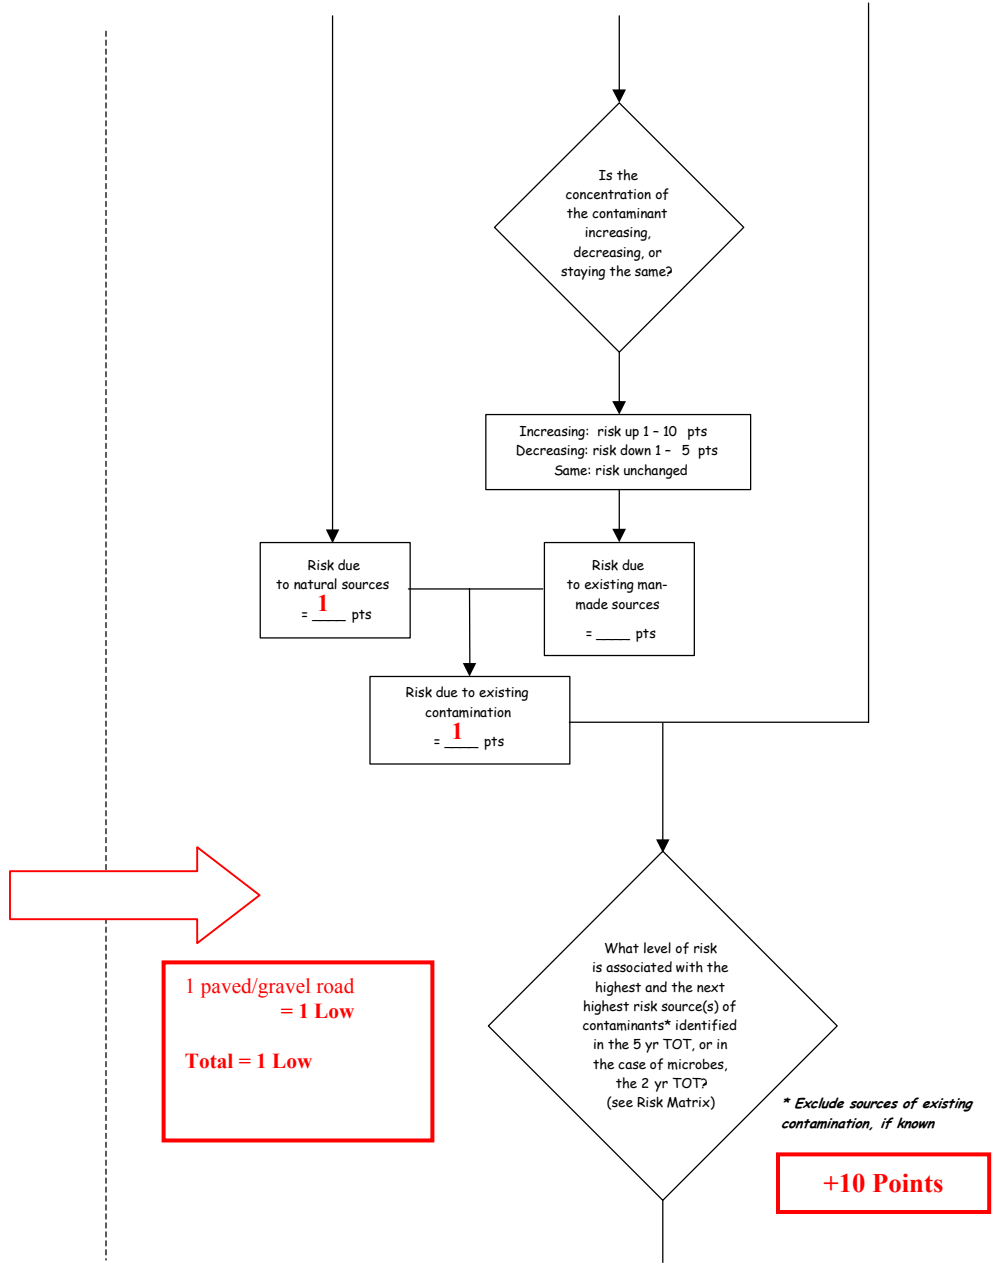 Is the
concentration of
the contaminant
increasing,
decreasing, or
staying the same?
Increasing: risk up 1 – 10 pts
Decreasing: risk down 1 – 5 pts
Same: risk unchanged
Risk due
to natural sources
= 1 pts
Risk due
to existing man-
made sources
= ____ pts
Risk due to existing
contamination
= 1 pts
1 paved/gravel road
= 1 Low
Total = 1 Low
What level of risk
is associated with the
highest and the next
highest risk source(s) of
contaminants* identified
in the 5 yr TOT, or in
the case of microbes,
the 2 yr TOT?
(see Risk Matrix)
* Exclude sources of existing
contamination, if known
+10 Points